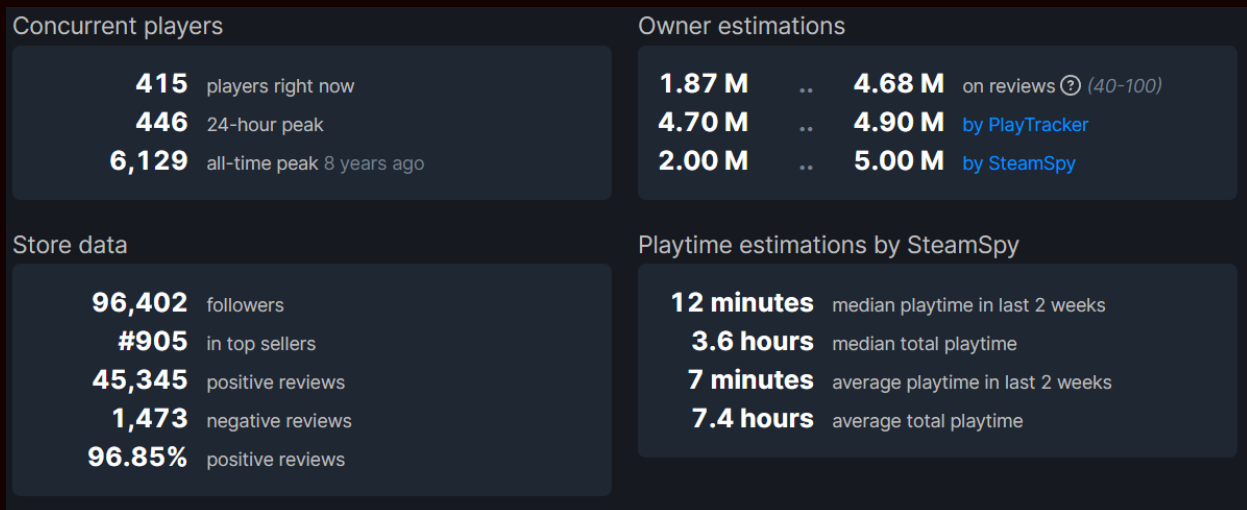 Concurrent players
415 players right now
446 24-hour peak
6,129 all-time peak 8 years ago
Owner estimations
1.87 M .. 4.68 M on reviews ? (40-100)
4.70 M .. 4.90 M by PlayTracker
2.00 M .. 5.00 M by SteamSpy
Store data
96,402 followers
#905 in top sellers
45,345 positive reviews
1,473 negative reviews
96.85% positive reviews
Playtime estimations by SteamSpy
12 minutes median playtime in last 2 weeks
3.6 hours median total playtime
7 minutes average playtime in last 2 weeks
7.4 hours average total playtime